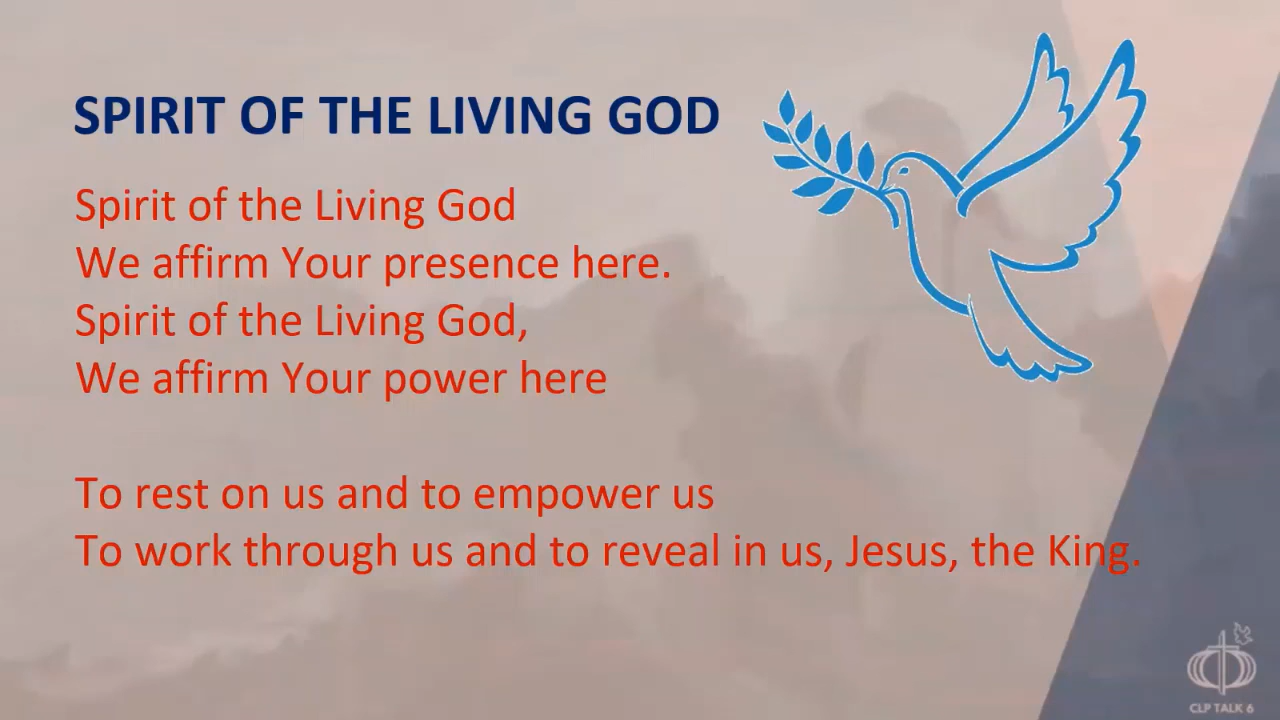 SPIRIT OF THE LIVING GOD
Spirit of the Living God
We affirm Your presence here.
Spirit of the Living God,
We affirm Your power here
To rest on us and to empower us
To work through us and to reveal in us, Jesus, the King.
CLP TALK 6